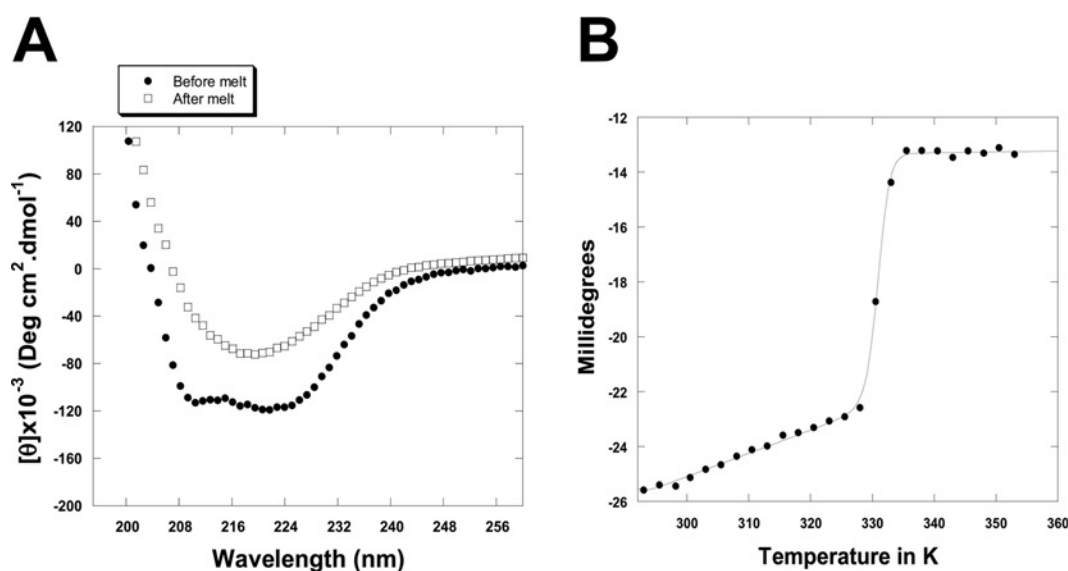 A
Before melt
After melt
120
80
40
0
-40
-80
-120
-160
-200
[θ]x10⁻³ (Deg cm².dmol⁻¹)
200 208 216 224 232 240 248 256
Wavelength (nm)
B
-12
-14
-16
-18
-20
-22
-24
-26
Millidegrees
300 310 320 330 340 350 360
Temperature in K